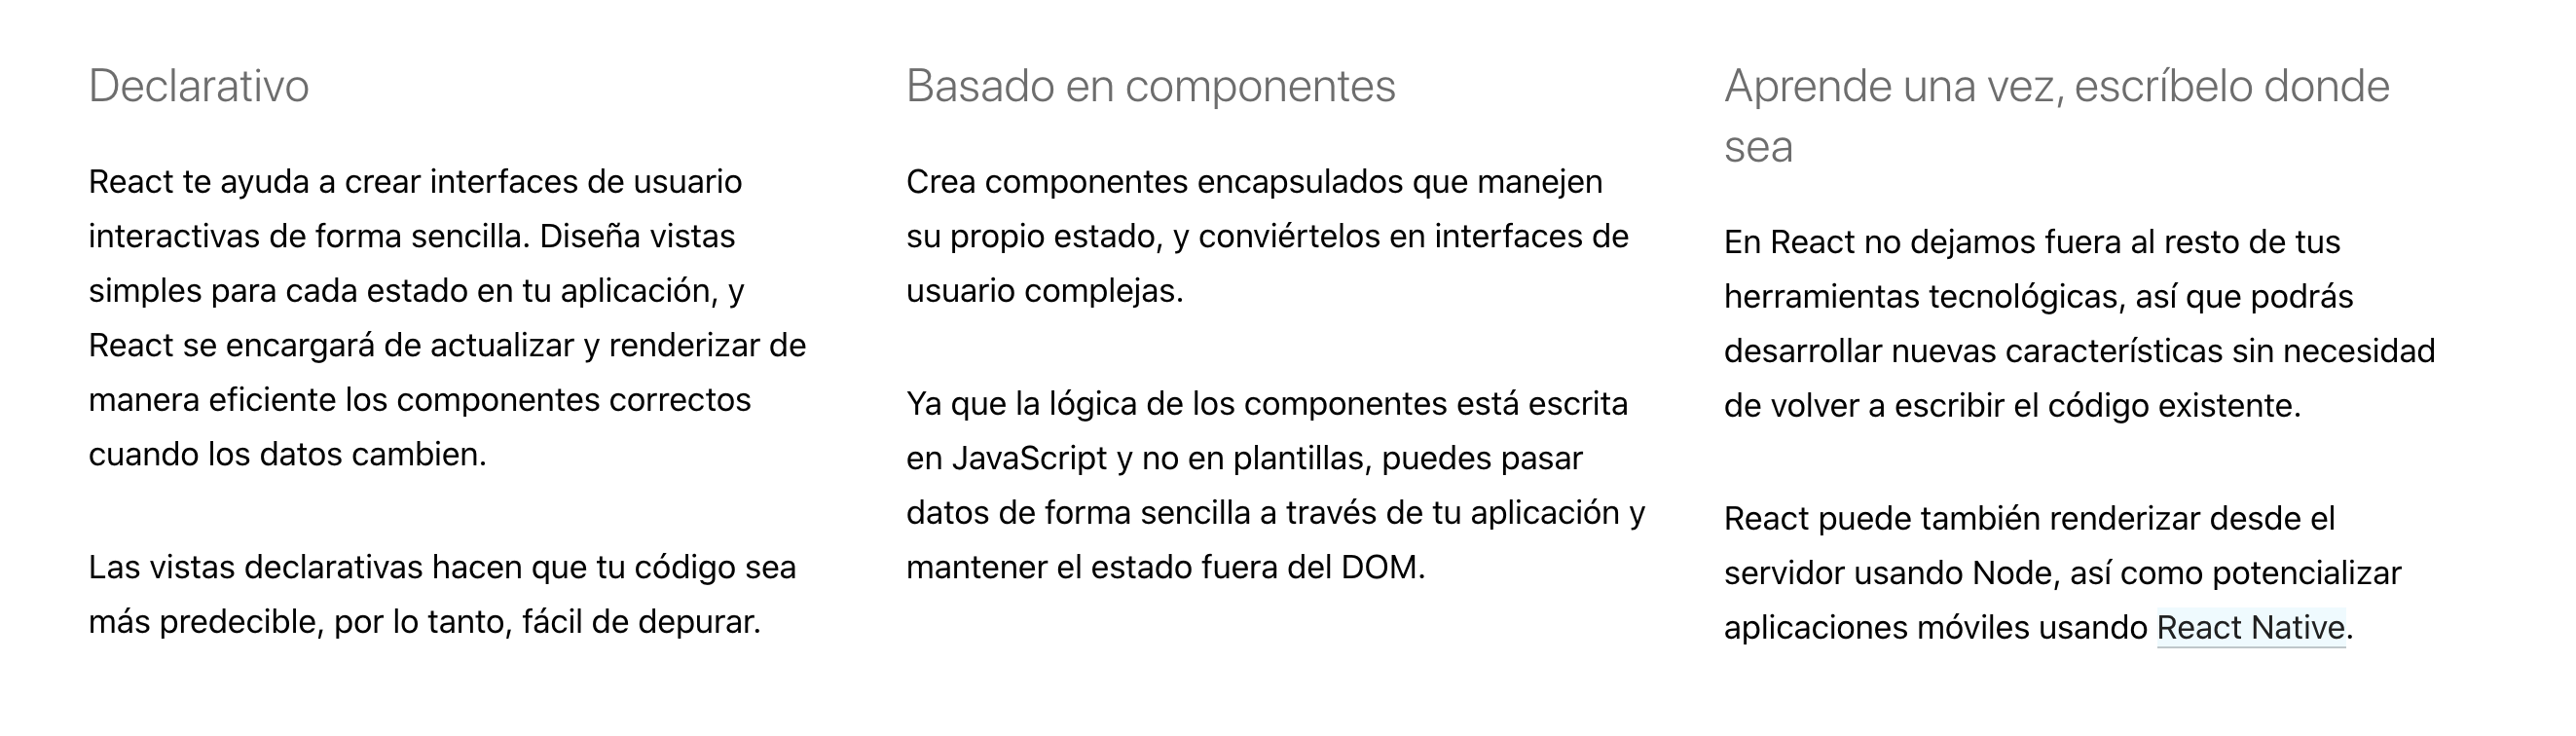 Declarativo
React te ayuda a crear interfaces de usuario
interactivas de forma sencilla. Diseña vistas
simples para cada estado en tu aplicación, y
React se encargará de actualizar y renderizar de
manera eficiente los componentes correctos
cuando los datos cambien.
Las vistas declarativas hacen que tu código sea
más predecible, por lo tanto, fácil de depurar.
Basado en componentes
Crea componentes encapsulados que manejen
su propio estado, y conviértelos en interfaces de
usuario complejas.
Ya que la lógica de los componentes está escrita
en JavaScript y no en plantillas, puedes pasar
datos de forma sencilla a través de tu aplicación y
mantener el estado fuera del DOM.
Aprende una vez, escríbelo donde
sea
En React no dejamos fuera al resto de tus
herramientas tecnológicas, así que podrás
desarrollar nuevas características sin necesidad
de volver a escribir el código existente.
React puede también renderizar desde el
servidor usando Node, así como potencializar
aplicaciones móviles usando React Native.